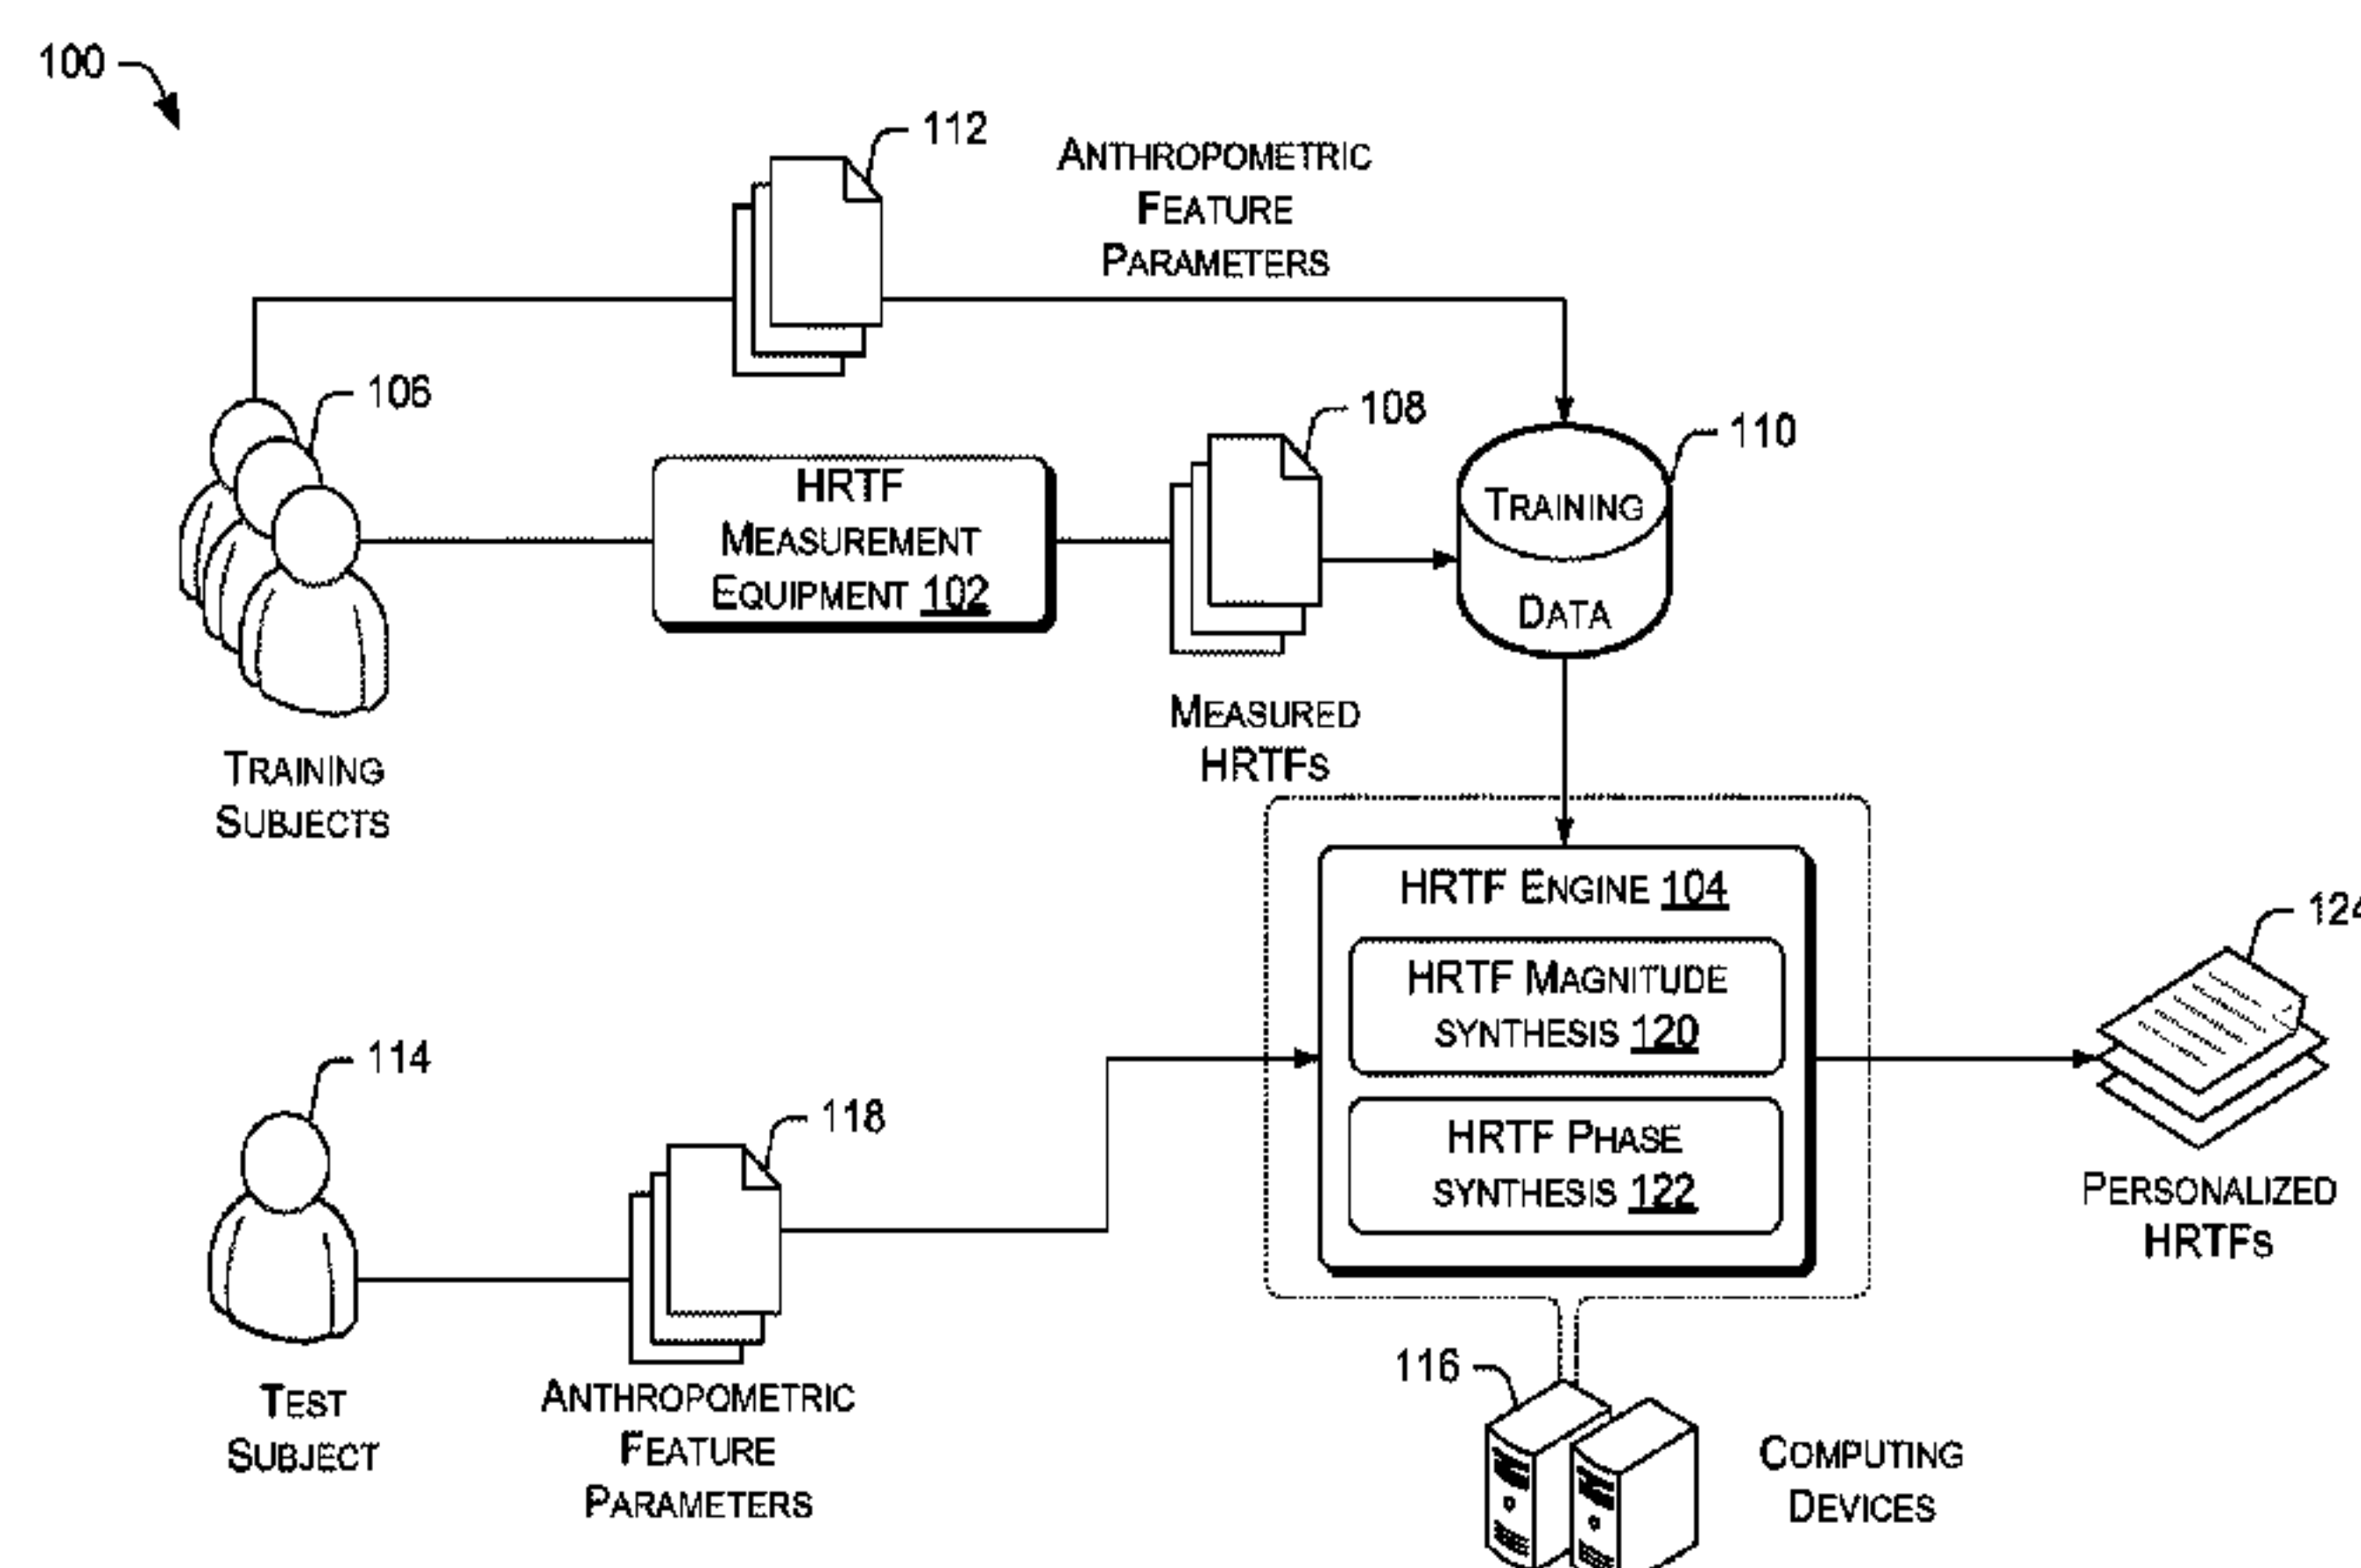 100
112
ANTHROPOMETRIC
FEATURE
PARAMETERS
106
108
110
HRTF
MEASUREMENT
EQUIPMENT 102
TRAINING
DATA
MEASURED
HRTFS
TRAINING
SUBJECTS
HRTF ENGINE 104
HRTF MAGNITUDE
SYNTHESIS 120
HRTF PHASE
SYNTHESIS 122
124
PERSONALIZED
HRTFS
114
118
TEST
SUBJECT
ANTHROPOMETRIC
FEATURE
PARAMETERS
116
COMPUTING
DEVICES